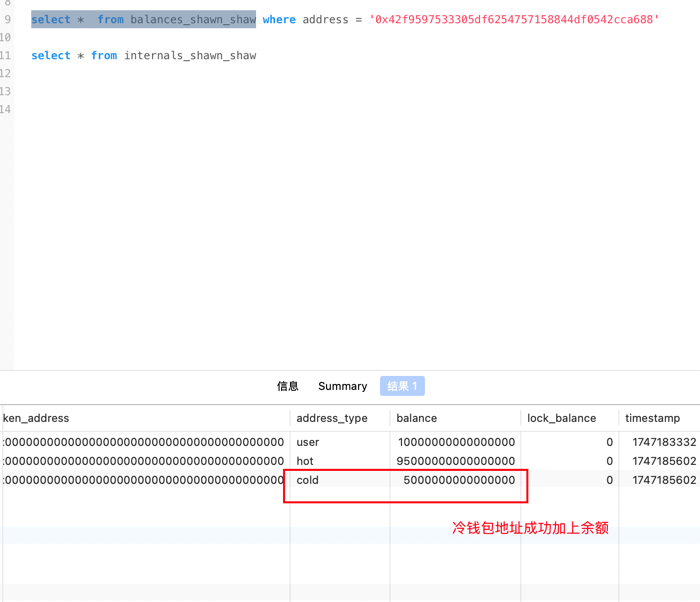 8
9 select * from balances_shawn_shaw where address = '0x42f9597533305df6254757158844df0542cca688'
10
11 select * from internals_shawn_shaw
12
13
14
信息 Summary 结果 1
ken_address address_type balance lock_balance timestamp
:0000000000000000000000000000000000000000 user 10000000000000000 0 1747183332
:0000000000000000000000000000000000000000 hot 95000000000000000 0 1747185602
:0000000000000000000000000000000000000000 cold 5000000000000000 0 1747185602
冷钱包地址成功加上余额